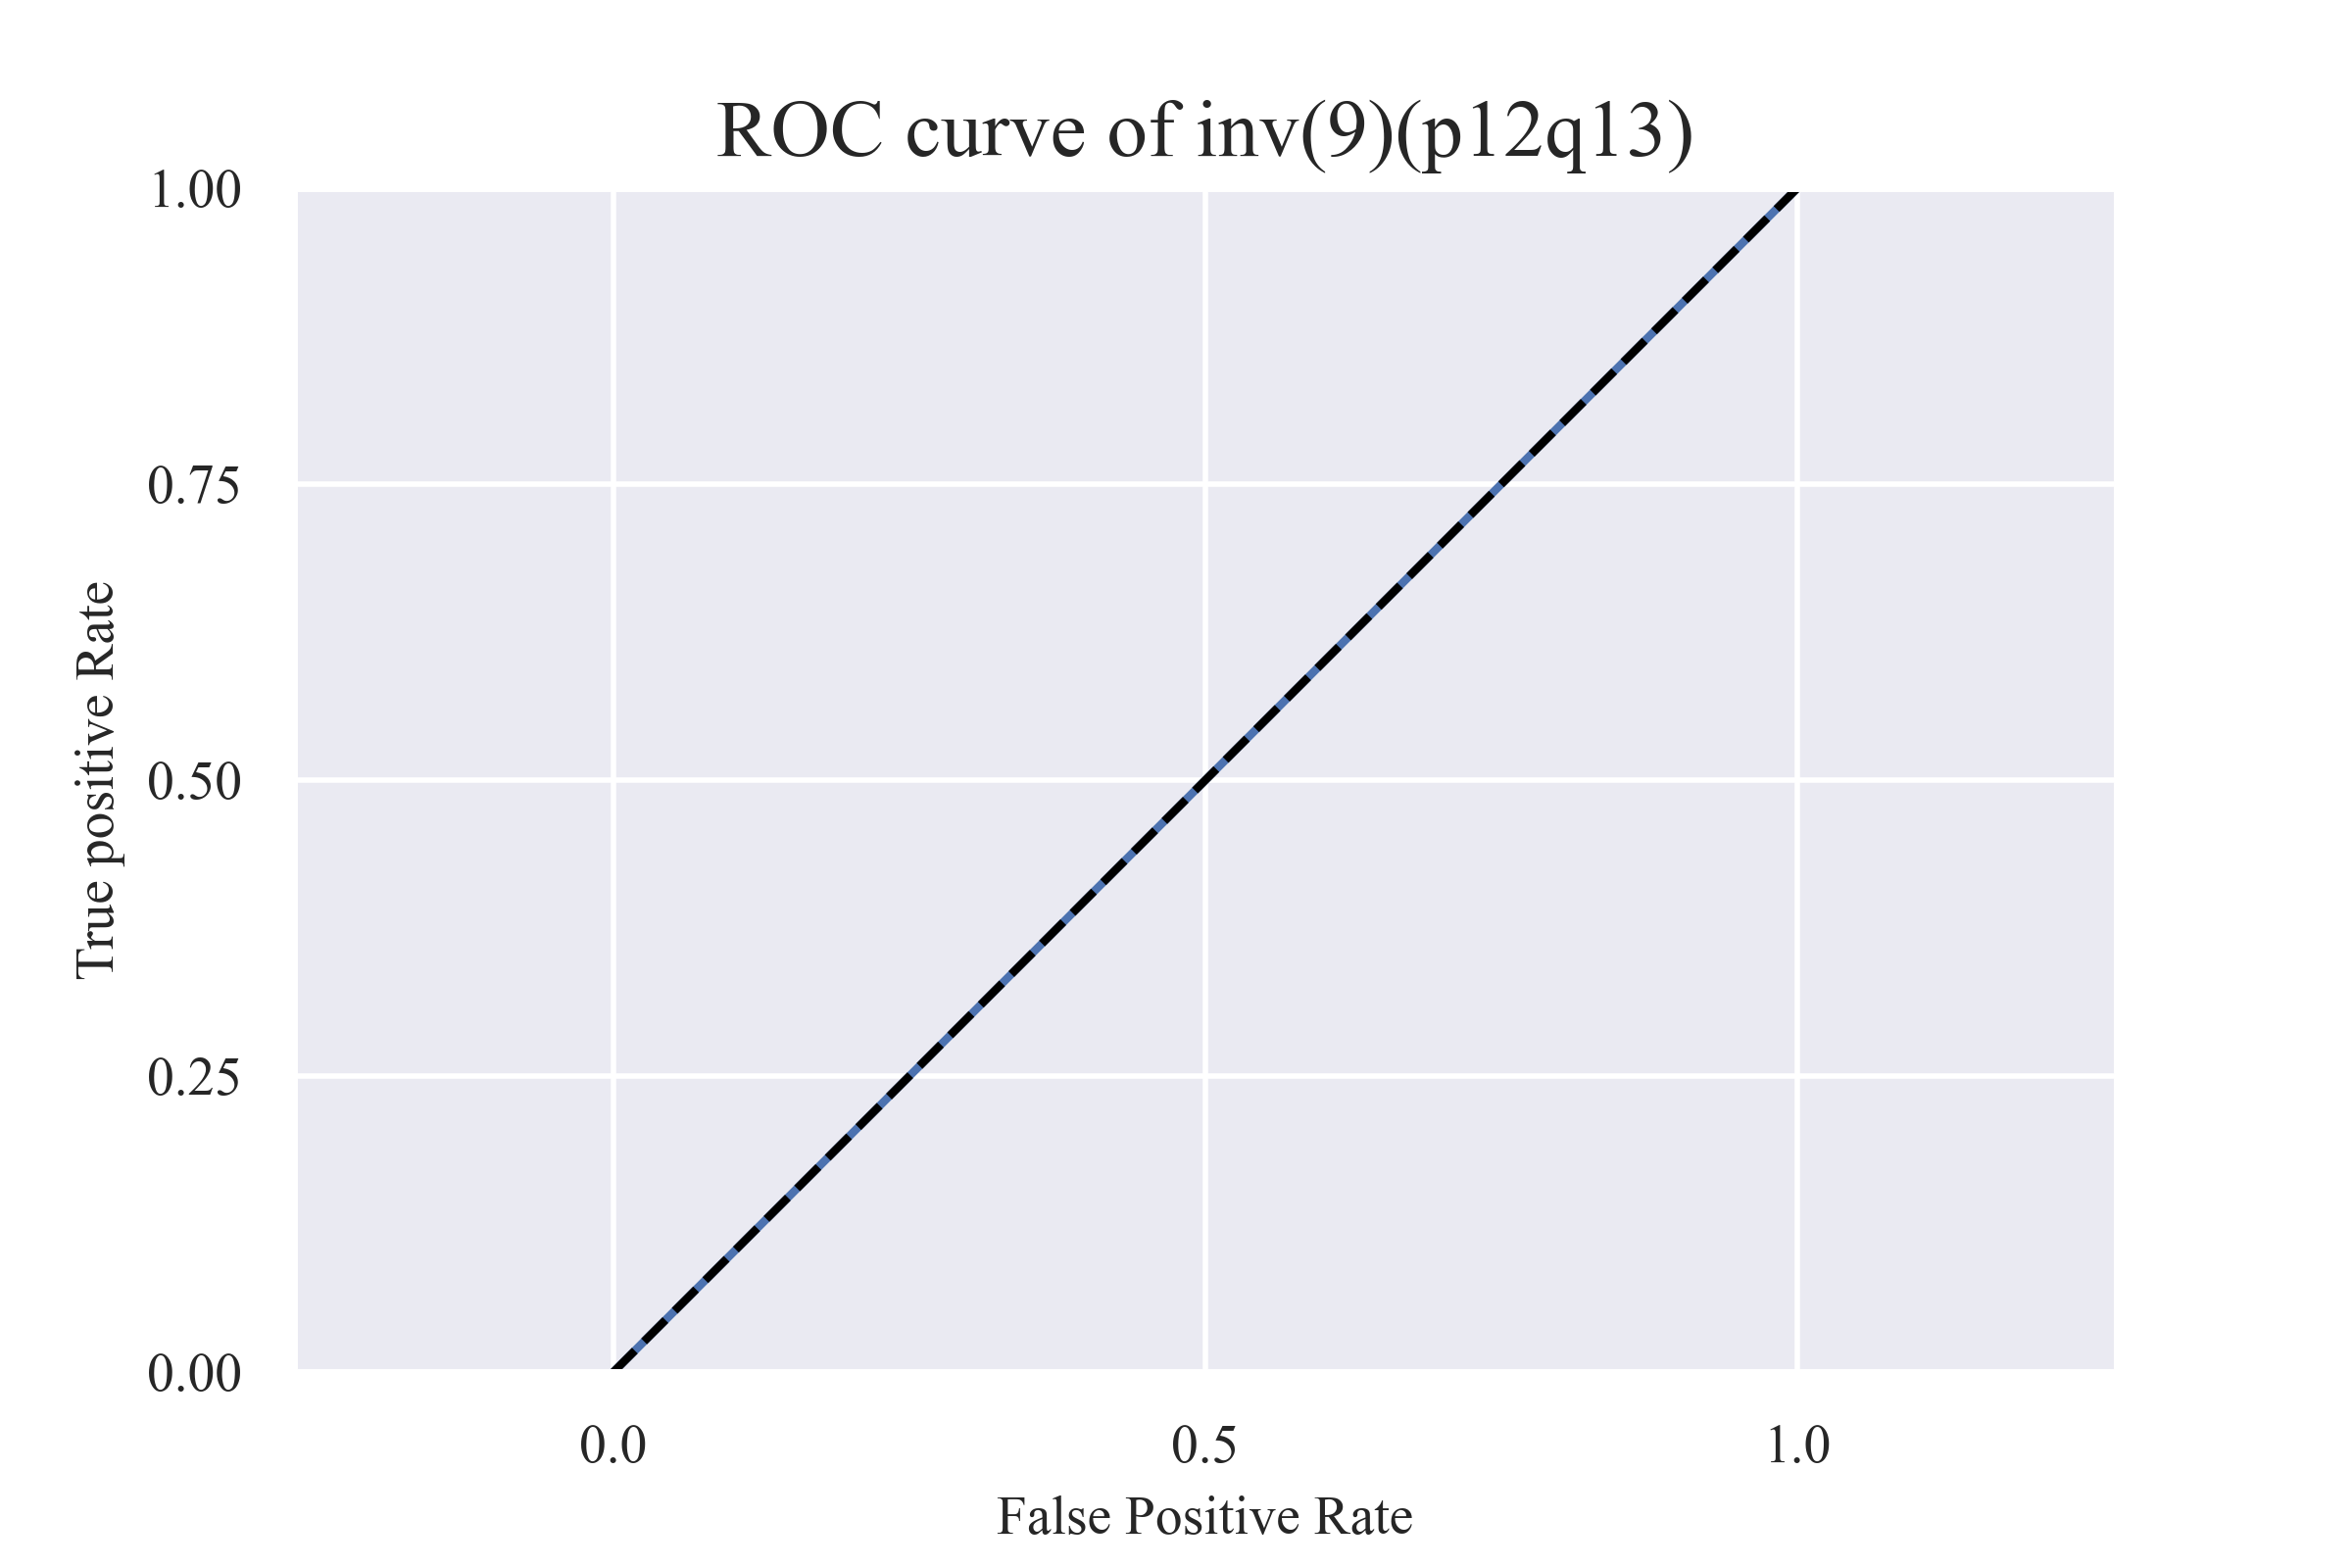 ROC curve of inv(9)(p12q13)
1.00
0.75
0.50
0.25
0.00
True positive Rate
0.0 0.5 1.0
False Positive Rate